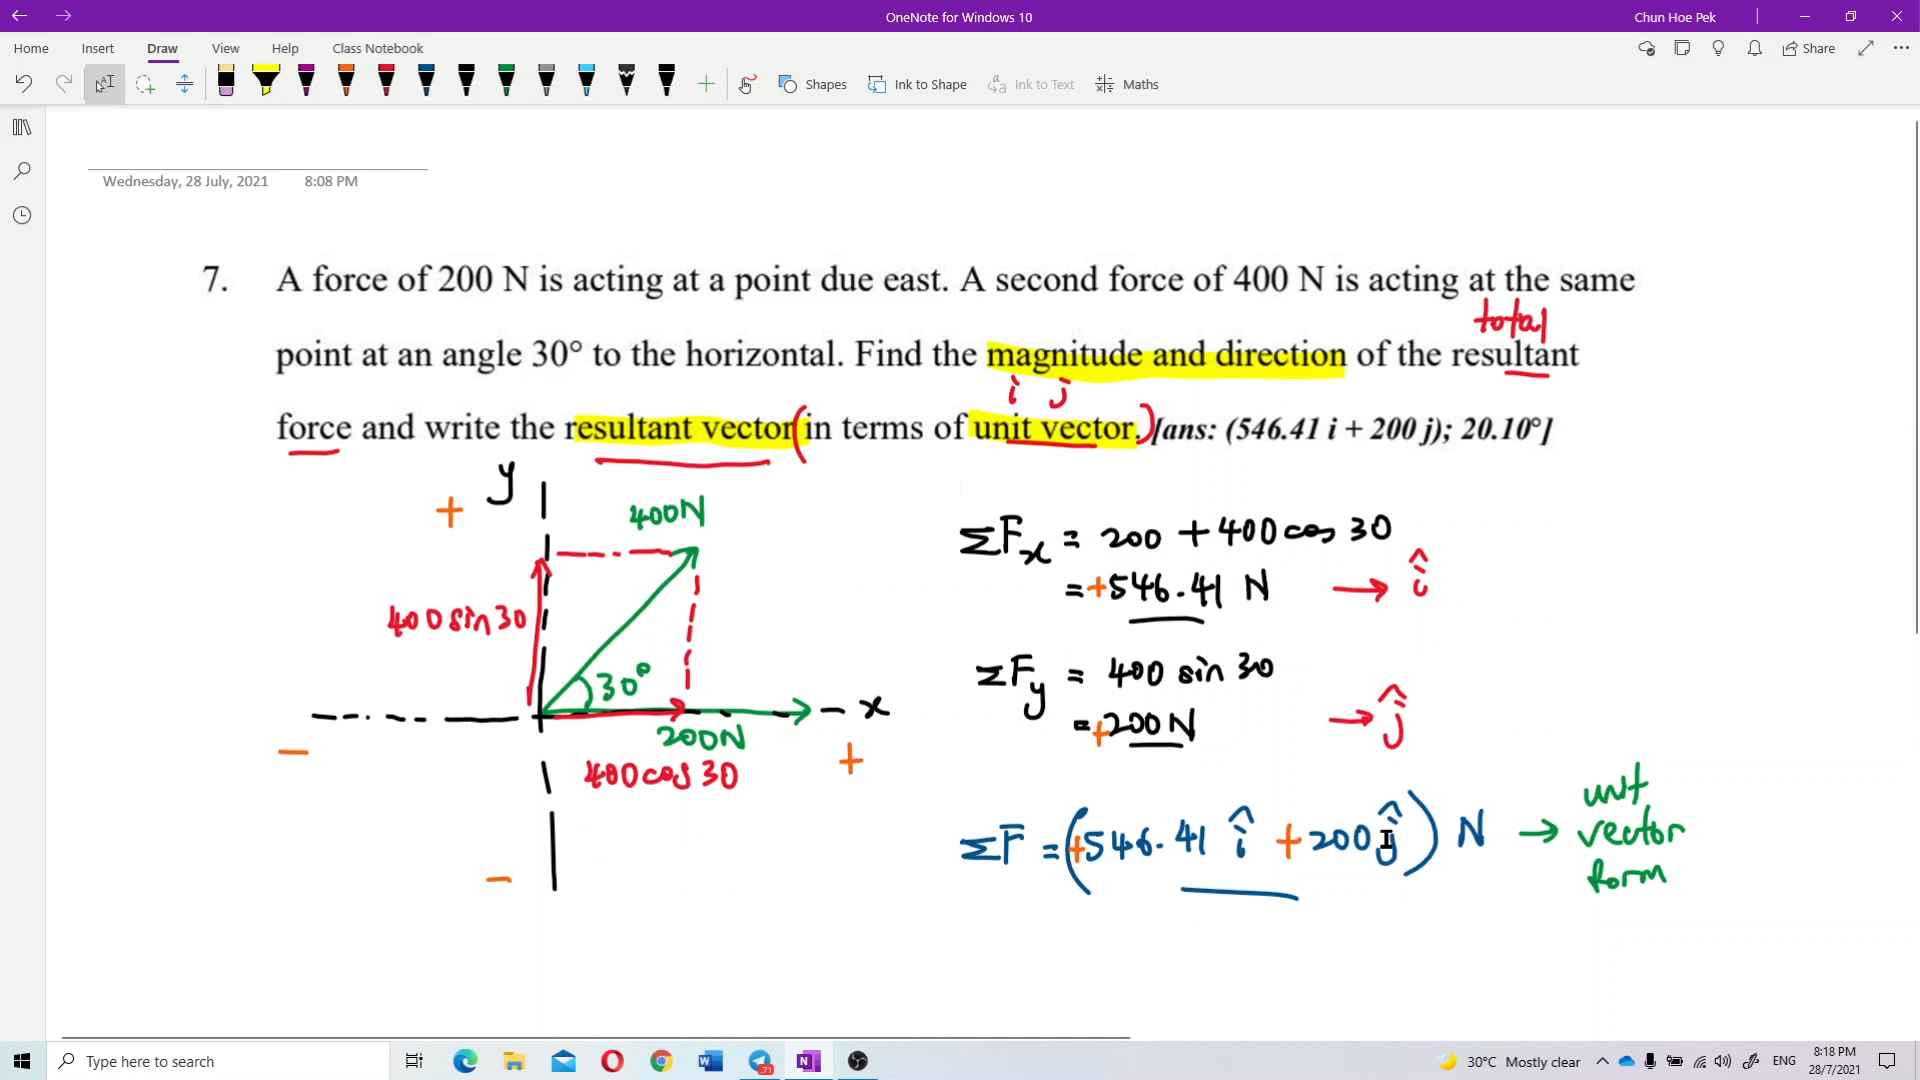 OneNote for Windows 10
Chun Hoe Pek
Home Insert Draw View Help Class Notebook
Share
Shapes Ink to Shape Ink to Text Maths
Wednesday, 28 July, 2021 8:08 PM
7. A force of 200 N is acting at a point due east. A second force of 400 N is acting at the same
total
point at an angle 30° to the horizontal. Find the magnitude and direction of the resultant
i j
force and write the resultant vector (in terms of unit vector.) [ans: (546.41 i + 200 j); 20.10°]
+ y
400N
400 sin30
30°
x
200N
400cos30
− +
−
ΣFx = 200 + 400 cos 30
= +546.41 N → î
ΣFy = 400 sin 30
= +200N → ĵ
ΣF̄ = (+546.41 î + 200 ĵ) N → unit
vector
form
Type here to search
71
30°C Mostly clear
ENG
8:18 PM
28/7/2021